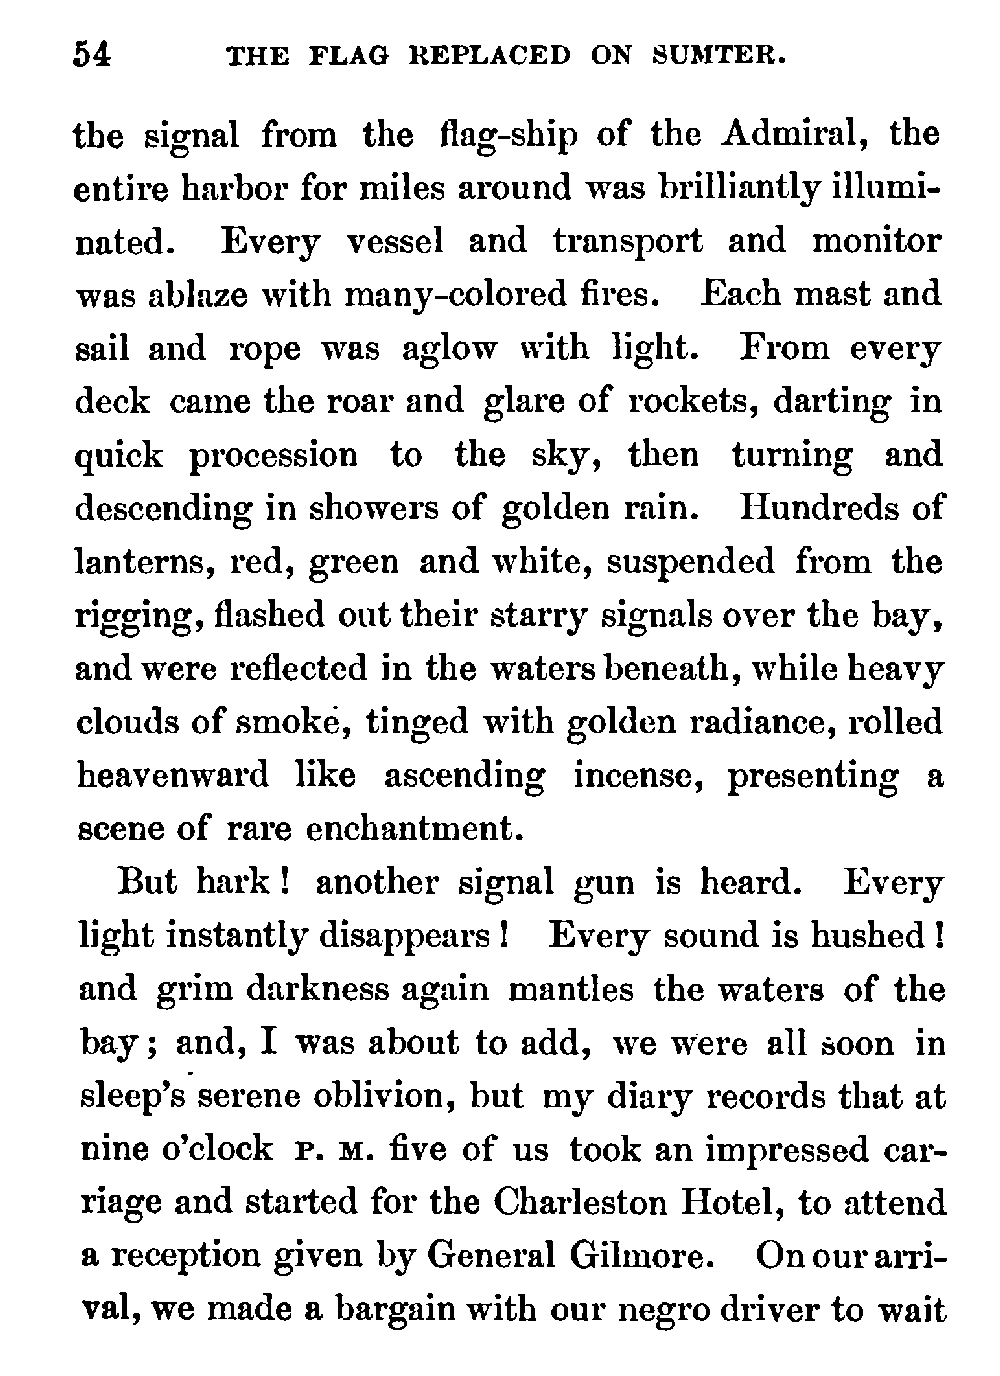 54 THE FLAG REPLACED ON SUMTER.
the signal from the flag-ship of the Admiral, the
entire harbor for miles around was brilliantly illumi-
nated. Every vessel and transport and monitor
was ablaze with many-colored fires. Each mast and
sail and rope was aglow with light. From every
deck came the roar and glare of rockets, darting in
quick procession to the sky, then turning and
descending in showers of golden rain. Hundreds of
lanterns, red, green and white, suspended from the
rigging, flashed out their starry signals over the bay,
and were reflected in the waters beneath, while heavy
clouds of smoke, tinged with golden radiance, rolled
heavenward like ascending incense, presenting a
scene of rare enchantment.
But hark ! another signal gun is heard. Every
light instantly disappears ! Every sound is hushed !
and grim darkness again mantles the waters of the
bay ; and, I was about to add, we were all soon in
sleep's serene oblivion, but my diary records that at
nine o'clock P. M. five of us took an impressed car-
riage and started for the Charleston Hotel, to attend
a reception given by General Gilmore. On our arri-
val, we made a bargain with our negro driver to wait